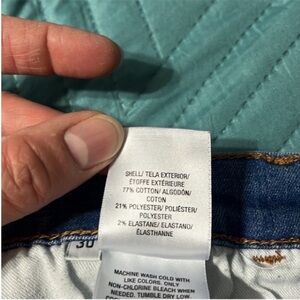 SHELL/ TELA EXTERIOR/
ÉTOFFE EXTÉRIEURE
77% COTTON/ ALGODÓN/
COTON
21% POLYESTER/ POLIÉSTER/
POLYESTER
2% ELASTANE/ ELASTANO/
ÉLASTHANNE
30
MACHINE WASH COLD WITH
LIKE COLORS. ONLY
NON-CHLORINE BLEACH WHEN
NEEDED. TUMBLE DRY LOW.